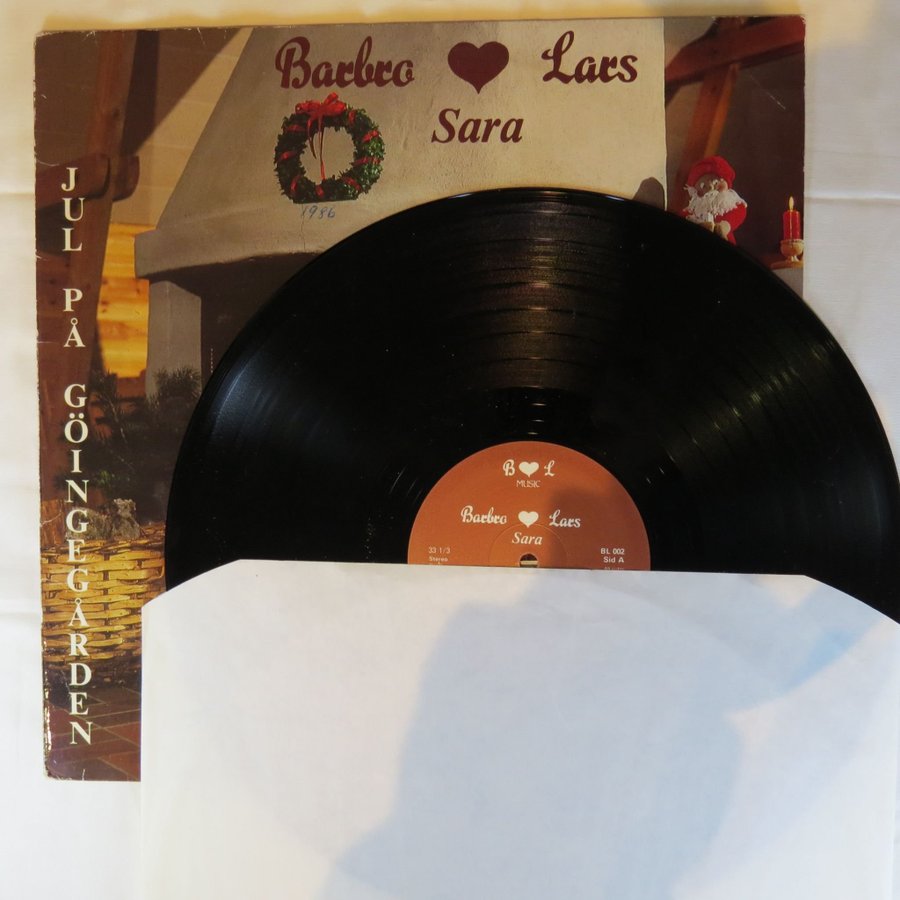 Barbro ♥ Lars
Sara
1986
JUL PÅ GÖINGEGÅRDEN
B ♥ L
MUSIC
Barbro ♥ Lars
Sara
33 1/3
Stereo
BL 002
Sid A